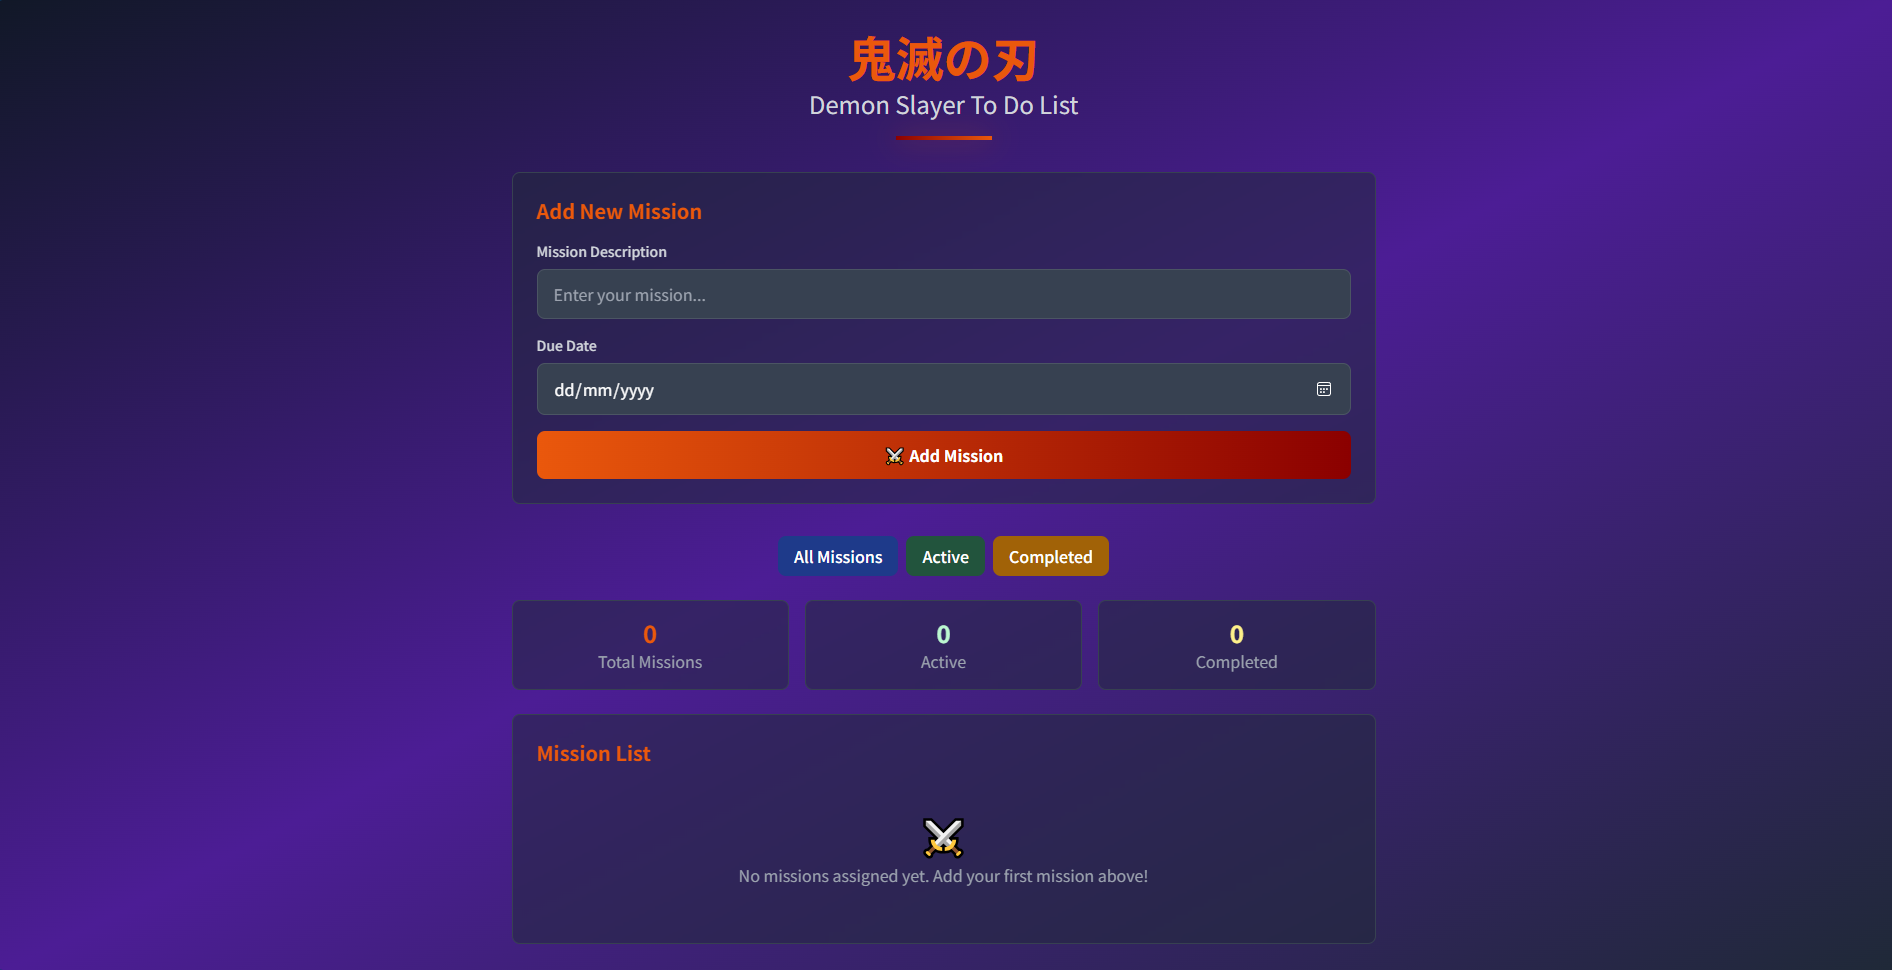 鬼滅の刃
Demon Slayer To Do List
Add New Mission
Mission Description
Enter your mission...
Due Date
dd/mm/yyyy
Add Mission
All Missions Active Completed
0 0 0
Total Missions Active Completed
Mission List
No missions assigned yet. Add your first mission above!